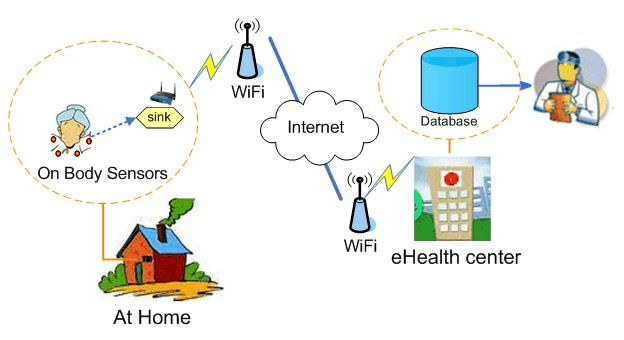 WiFi
sink
On Body Sensors
Internet
Database
WiFi
eHealth center
At Home